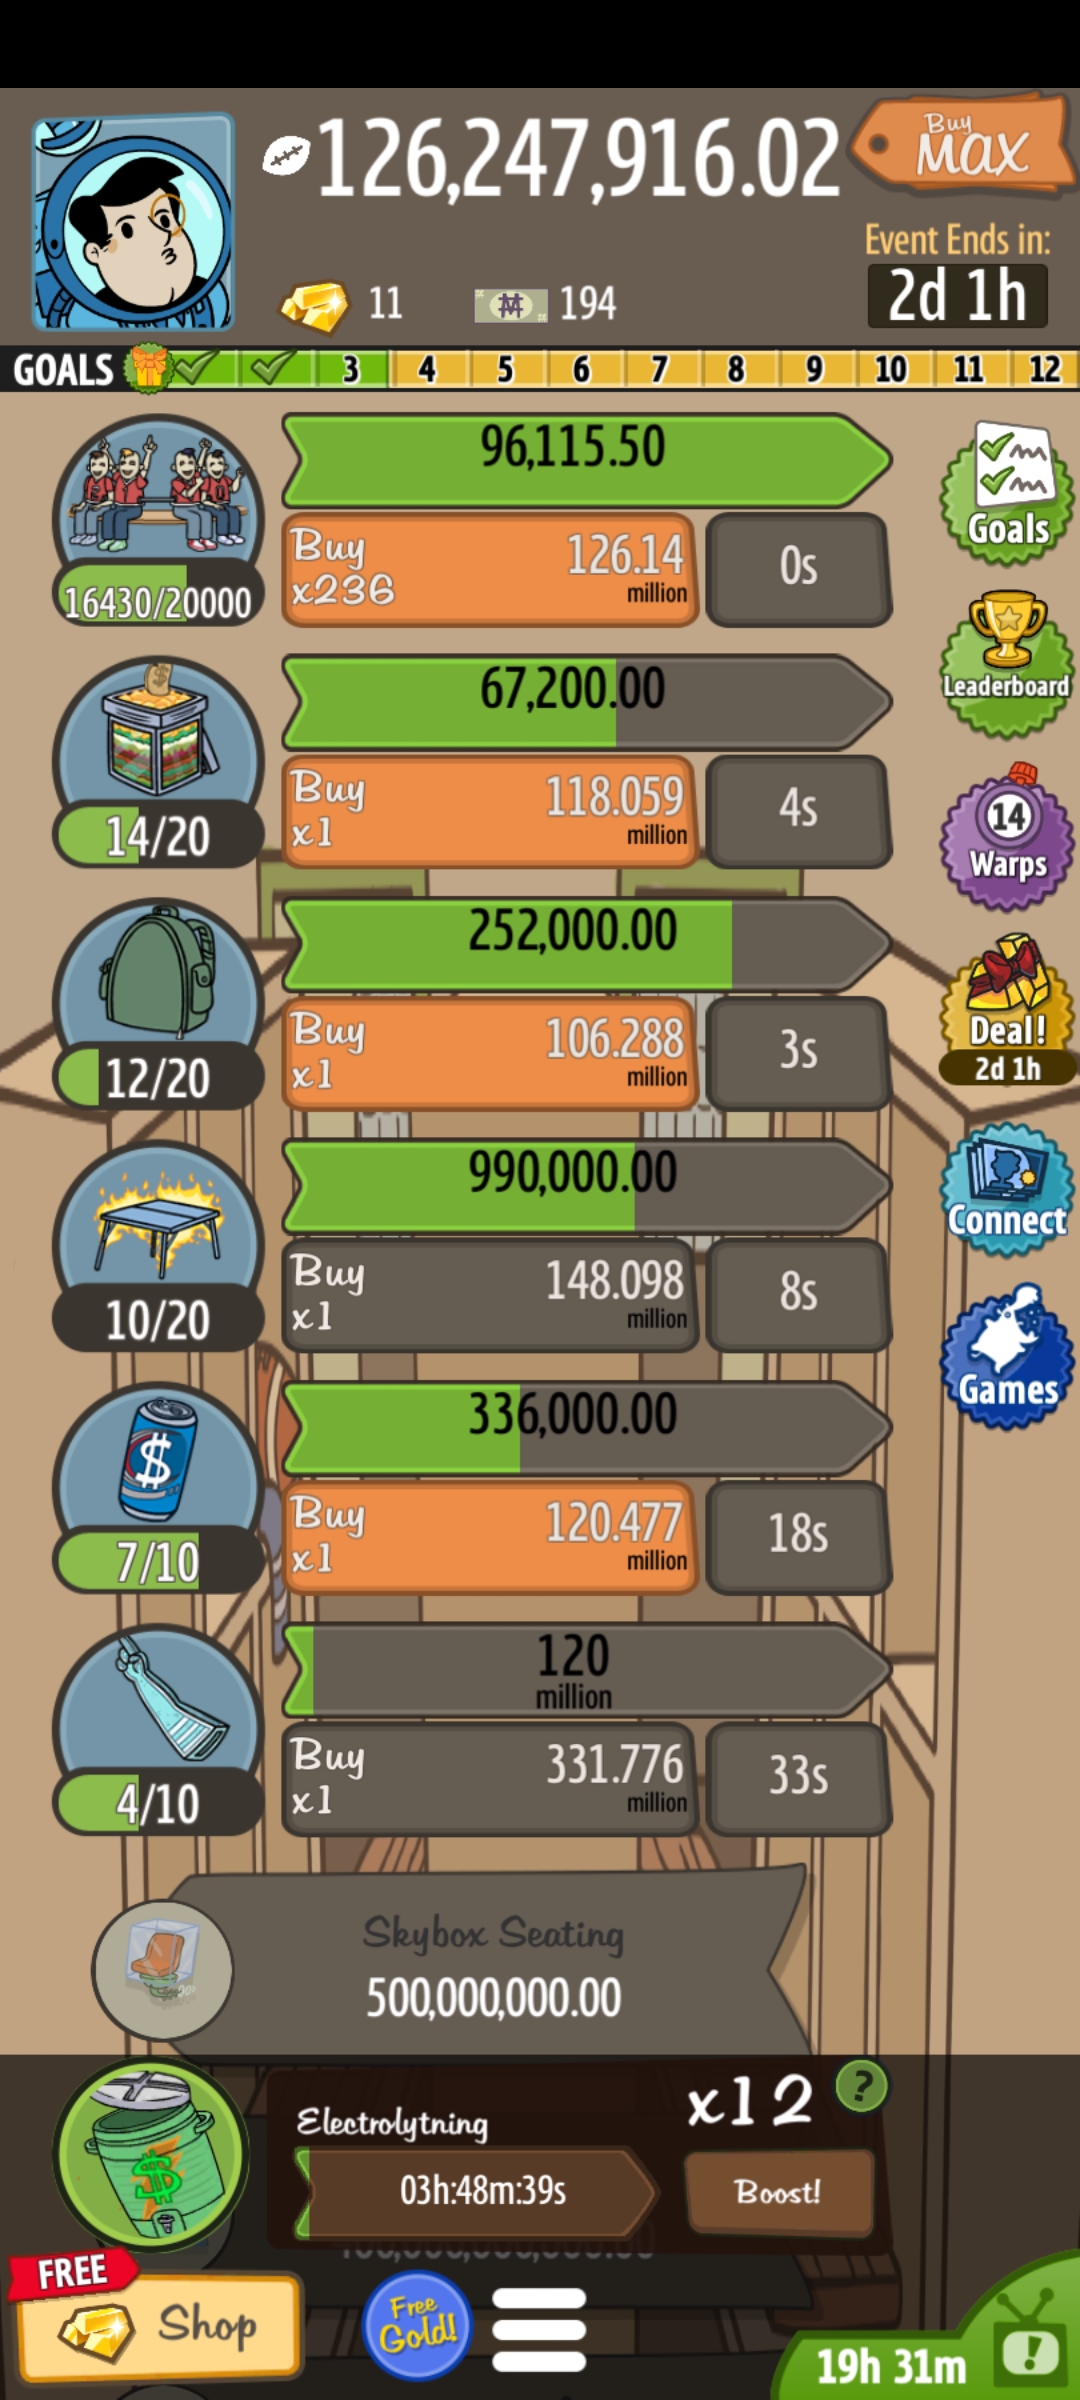 126,247,916.02
Buy
MAX
Event Ends in:
2d 1h
11
194
GOALS
3
4
5
6
7
8
9
10
11
12
96,115.50
Buy
x236
126.14
million
0s
16430/20000
Goals
67,200.00
Leaderboard
Buy
x1
118.059
million
4s
14/20
14
Warps
252,000.00
Buy
x1
106.288
million
3s
12/20
Deal!
2d 1h
990,000.00
Buy
x1
148.098
million
8s
10/20
Connect
336,000.00
Games
Buy
x1
120.477
million
18s
7/10
120
million
Buy
x1
331.776
million
33s
4/10
Skybox Seating
500,000,000.00
Electrolytning
x12
?
03h:48m:39s
Boost!
FREE
Shop
Free
Gold!
19h 31m